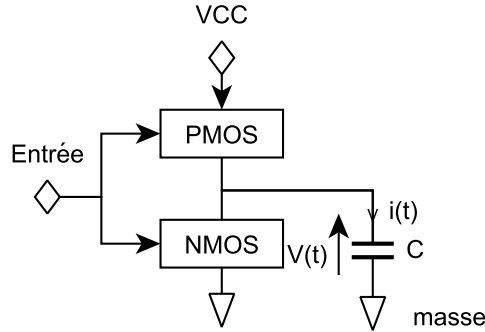 VCC
PMOS
Entrée
i(t)
NMOS
V(t)
C
masse